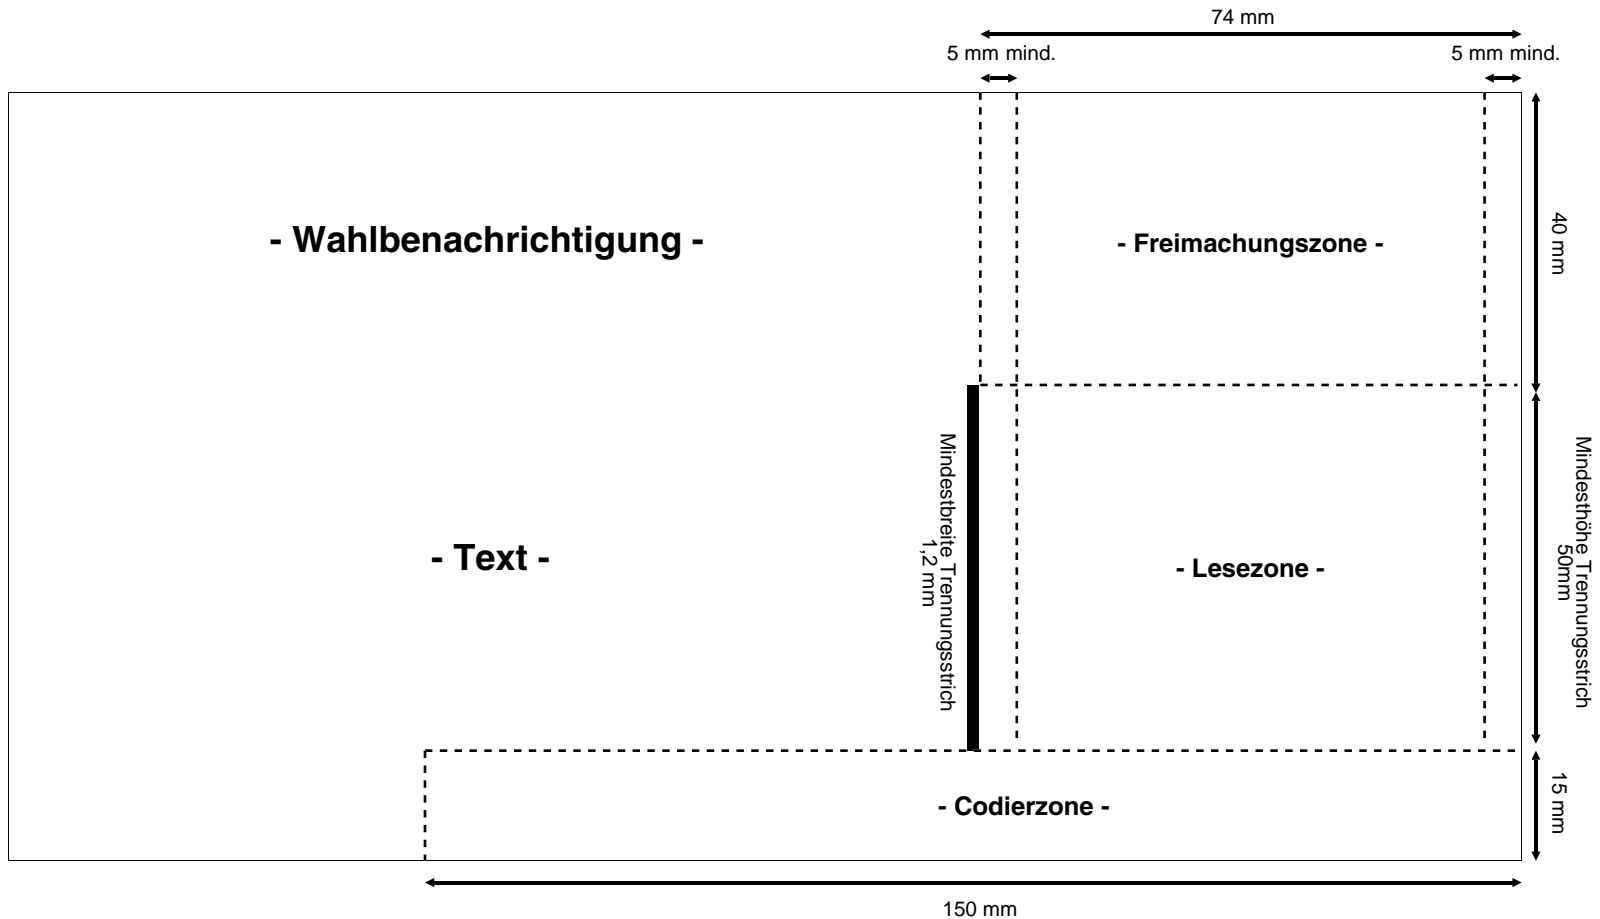 74 mm
5 mm mind.
5 mm mind.
- Wahlbenachrichtigung -
- Freimachungszone -
40 mm
Mindestbreite Trennungsstrich
1,2 mm
- Text -
- Lesezone -
Mindesthöhe Trennungsstrich
50mm
- Codierzone -
15 mm
150 mm